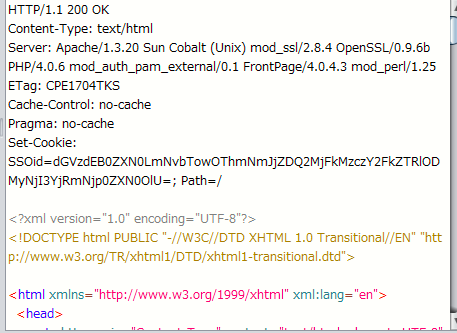 HTTP/1.1 200 OK
Content-Type: text/html
Server: Apache/1.3.20 Sun Cobalt (Unix) mod_ssl/2.8.4 OpenSSL/0.9.6b
PHP/4.0.6 mod_auth_pam_external/0.1 FrontPage/4.0.4.3 mod_perl/1.25
ETag: CPE1704TKS
Cache-Control: no-cache
Pragma: no-cache
Set-Cookie:
SSOid=dGVzdEB0ZXN0LmNvbTowOThmNmJjZDQ2MjFkMzczY2FkZTRlOD
MyNjI3YjRmNjp0ZXN0OlU=; Path=/
<?xml version="1.0" encoding="UTF-8"?>
<!DOCTYPE html PUBLIC "-//W3C//DTD XHTML 1.0 Transitional//EN" "htt
p://www.w3.org/TR/xhtml1/DTD/xhtml1-transitional.dtd">
<html xmlns="http://www.w3.org/1999/xhtml" xml:lang="en">
<head>